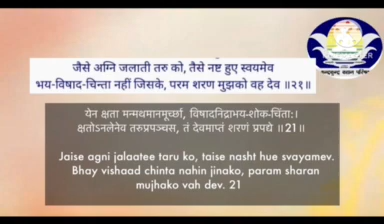 जैसे अग्नि जलाती तरु को, तैसे नष्ट हुए स्वयमेव
भय-विषाद-चिन्ता नहीं जिसके, परम शरण मुझको वह देव ॥२१॥
येन क्षता मन्मथमानमूर्च्छा, विषादनिद्राभय-शोक-चिंता:।
क्षतोऽनलेनेव तरुप्रपञ्चस, तं देवमाप्तं शरणं प्रपद्ये ॥21॥
Jaise agni jalaatee taru ko, taise nasht hue svayamev.
Bhay vishaad chinta nahin jinako, param sharan
mujhako vah dev. 21